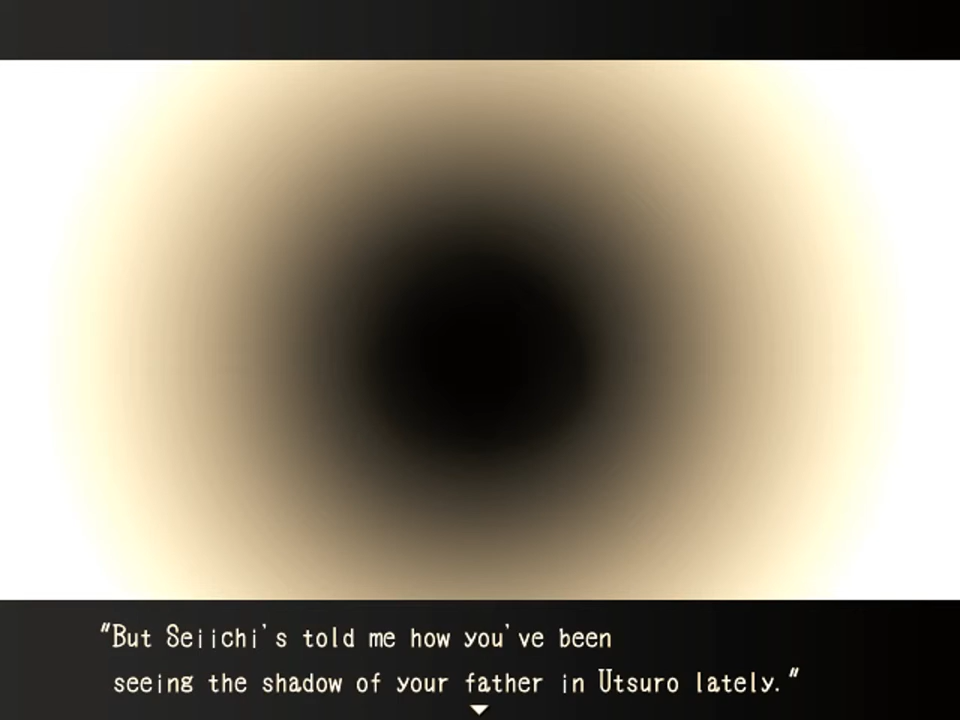 "But Seiichi's told me how you've been
seeing the shadow of your father in Utsuro lately."